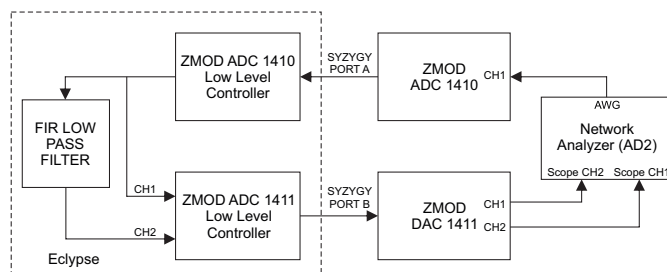 ZMOD ADC 1410
Low Level
Controller
SYZYGY
PORT A
ZMOD
ADC 1410
CH1
AWG
Network
Analyzer (AD2)
Scope CH2
Scope CH1
FIR LOW
PASS
FILTER
CH1
CH2
ZMOD ADC 1411
Low Level
Controller
SYZYGY
PORT B
ZMOD
DAC 1411
CH1
CH2
Eclypse